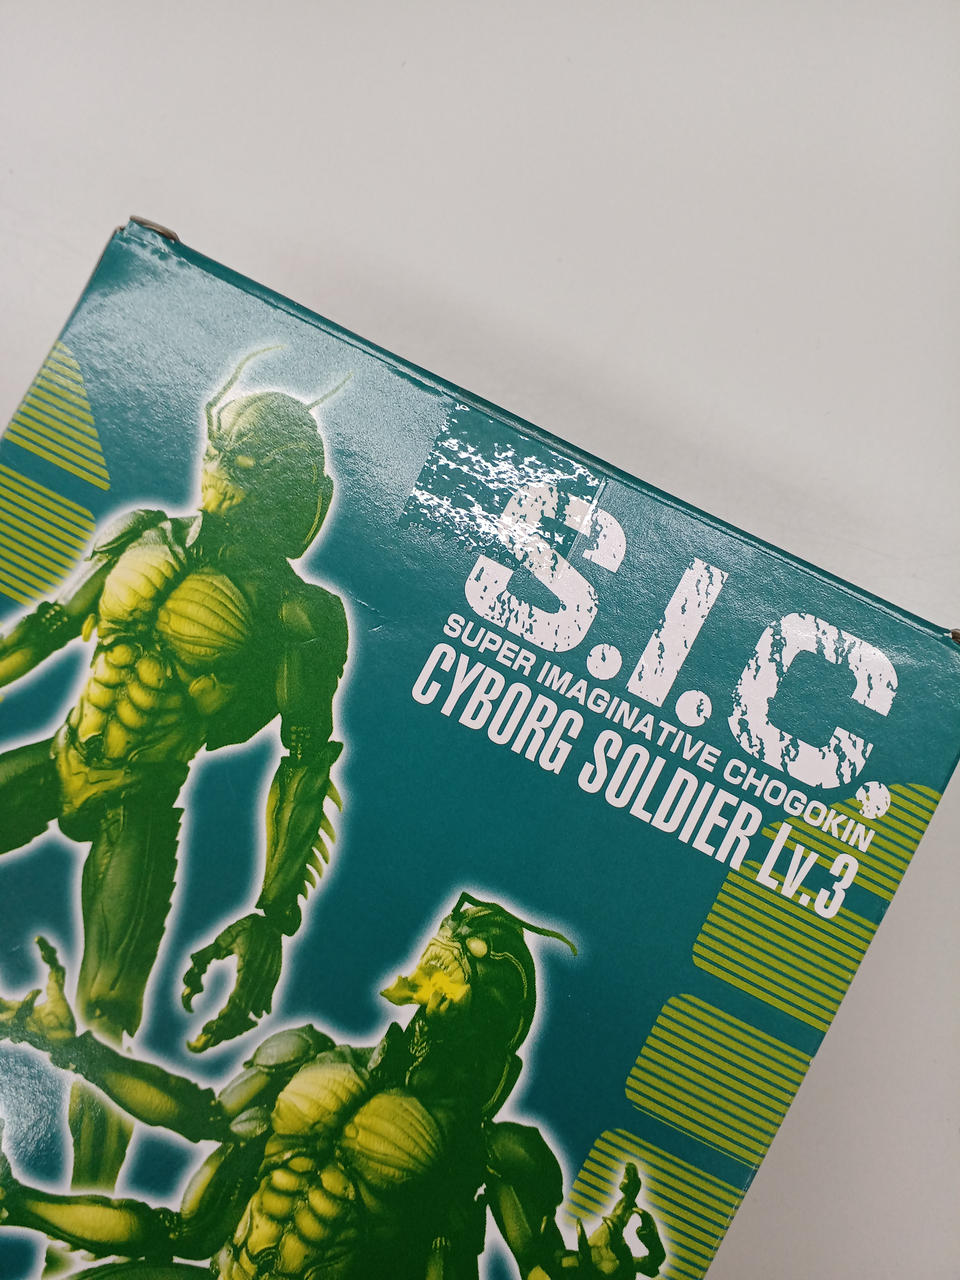 S.I.C.
SUPER IMAGINATIVE CHOGOKIN
CYBORG SOLDIER Lv.3